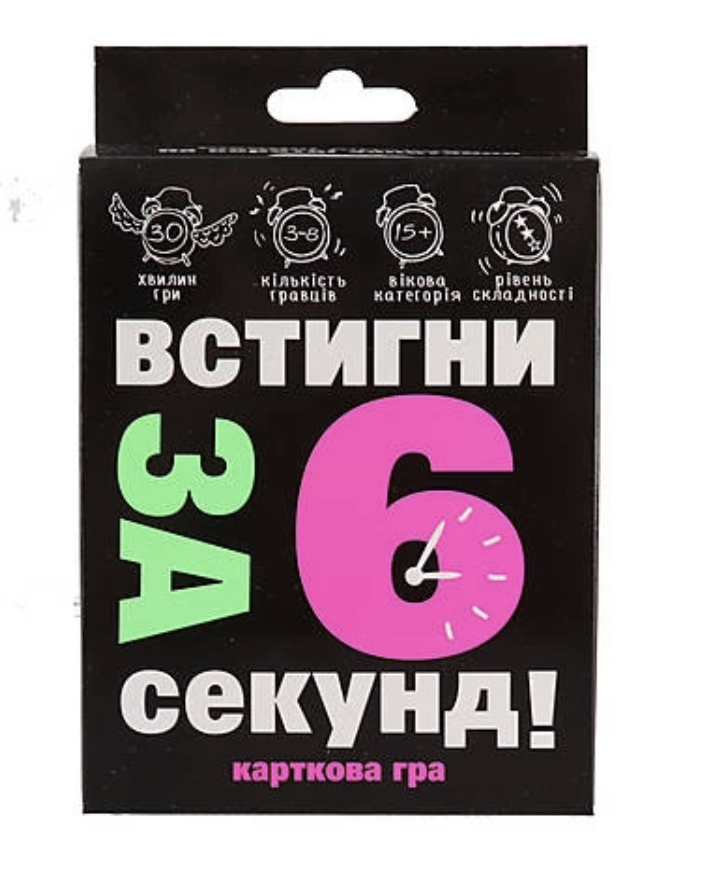 30
хвилин
гри
3-8
кількість
гравців
15+
вікова
категорія
рівень
складності
ВСТИГНИ
ЗА
6
секунд!
карткова гра